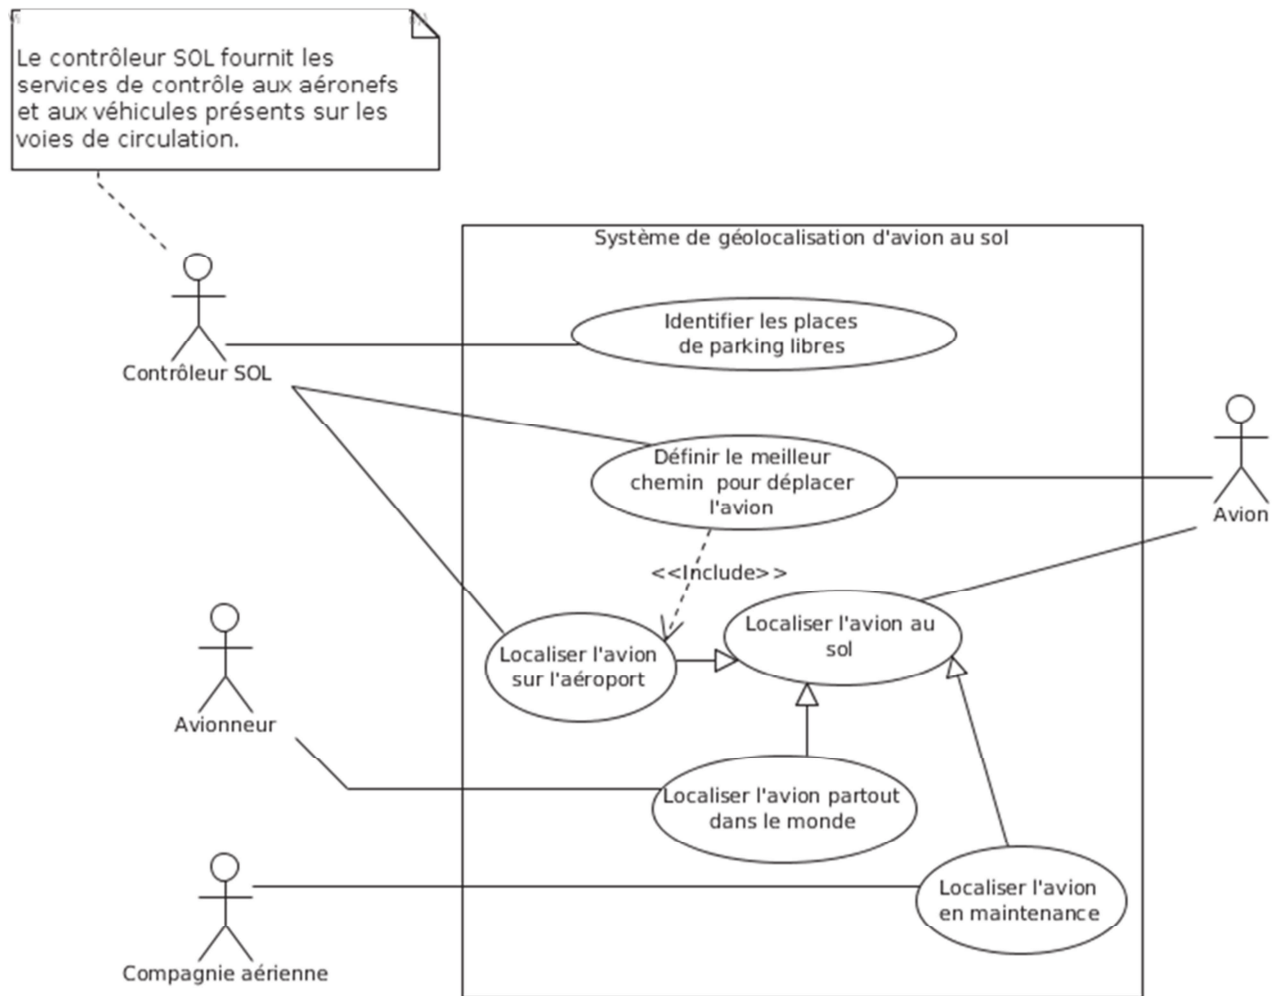 Le contrôleur SOL fournit les
services de contrôle aux aéronefs
et aux véhicules présents sur les
voies de circulation.
Système de géolocalisation d'avion au sol
Identifier les places
de parking libres
Contrôleur SOL
Définir le meilleur
chemin pour déplacer
l'avion
Avion
<<Include>>
Localiser l'avion au
sol
Localiser l'avion
sur l'aéroport
Avionneur
Localiser l'avion partout
dans le monde
Localiser l'avion
en maintenance
Compagnie aérienne